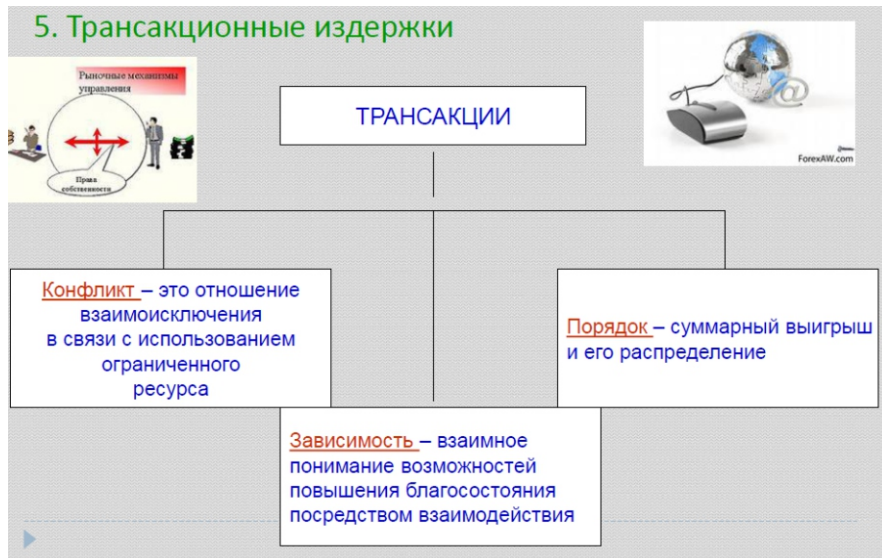 5. Трансакционные издержки
Рыночные механизмы
управления
Права
собственности
ТРАНСАКЦИИ
@
ForexAW.com
Конфликт – это отношение
взаимоисключения
в связи с использованием
ограниченного
ресурса
Порядок – суммарный выигрыш
и его распределение
Зависимость – взаимное
понимание возможностей
повышения благосостояния
посредством взаимодействия